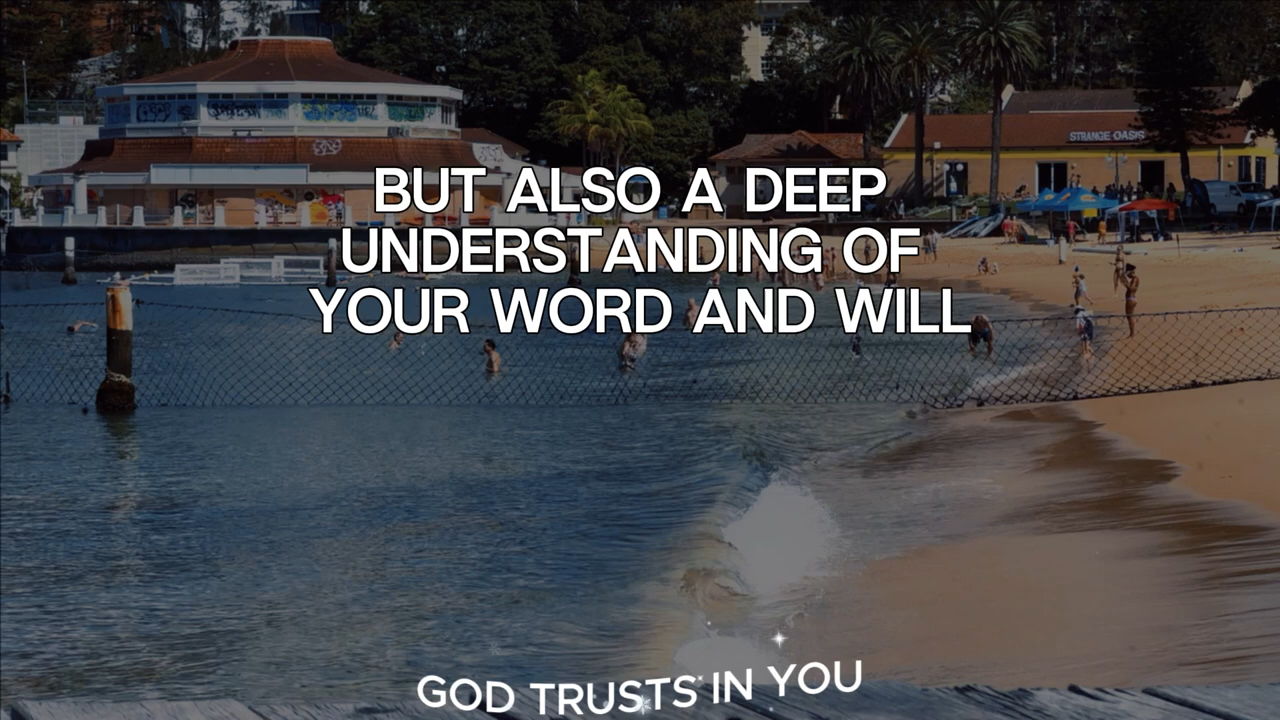 STRANGE OASIS
BUT ALSO A DEEP
UNDERSTANDING OF
YOUR WORD AND WILL
GOD TRUSTS IN YOU